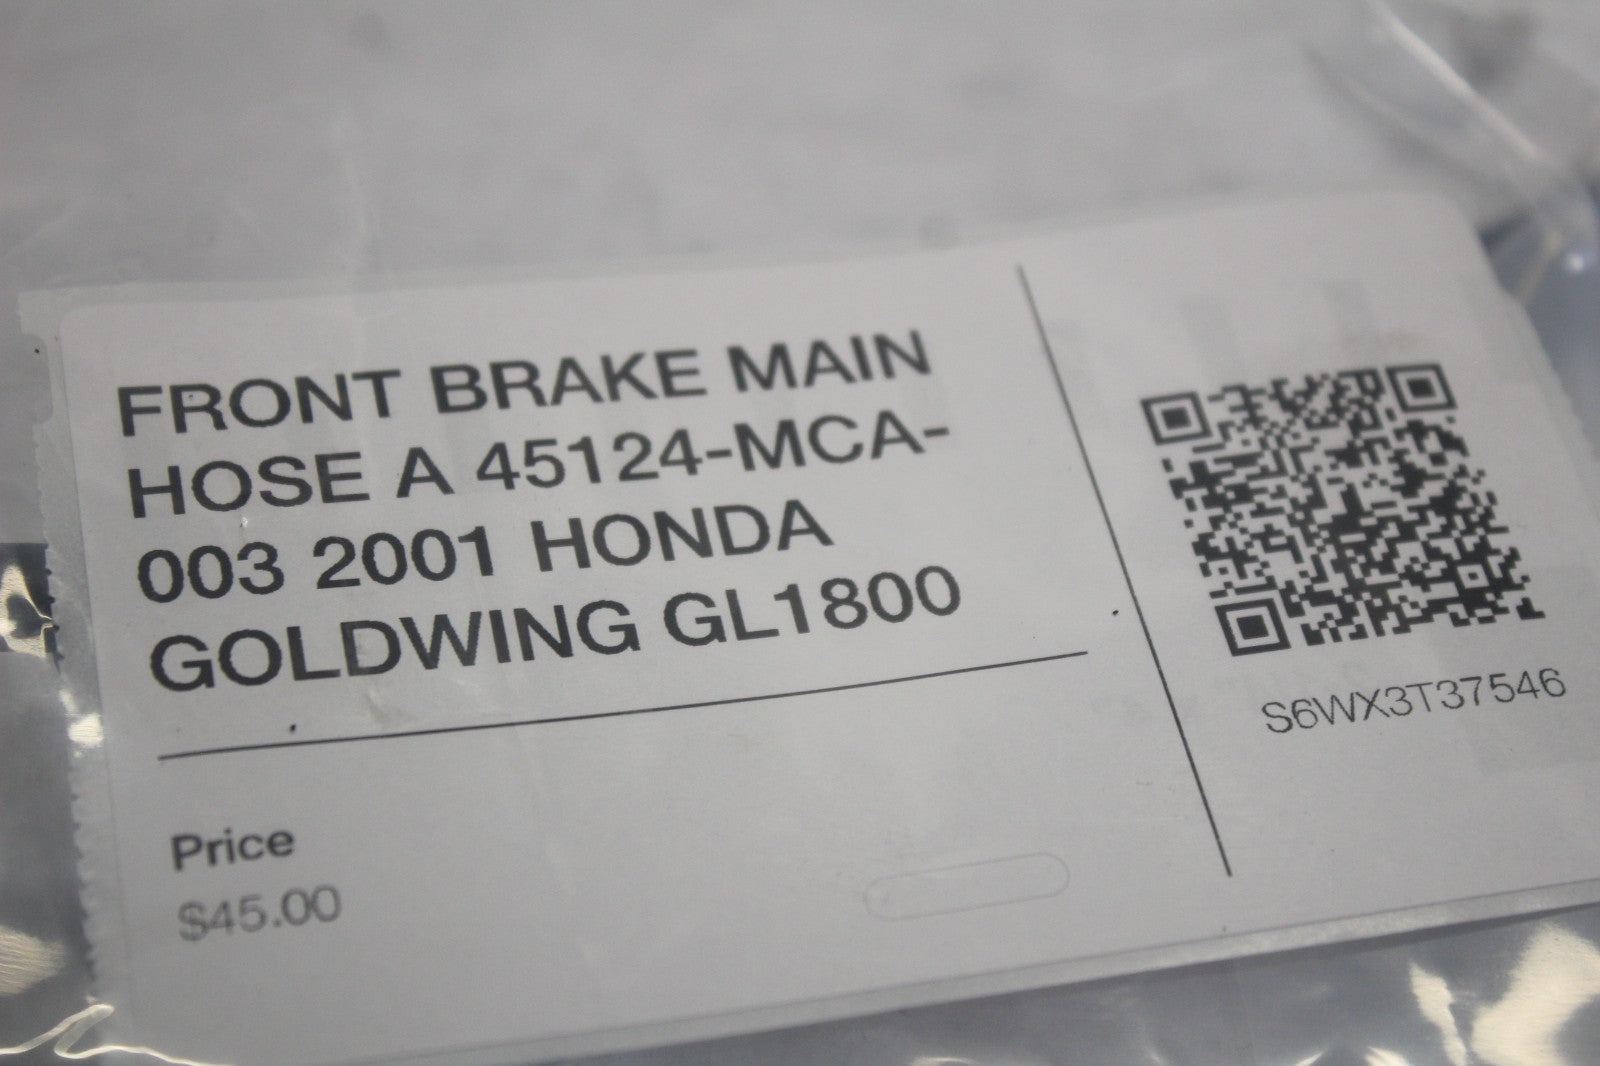 FRONT BRAKE MAIN
HOSE A 45124-MCA-
003 2001 HONDA
GOLDWING GL1800
Price
$45.00
S6WX3T37546